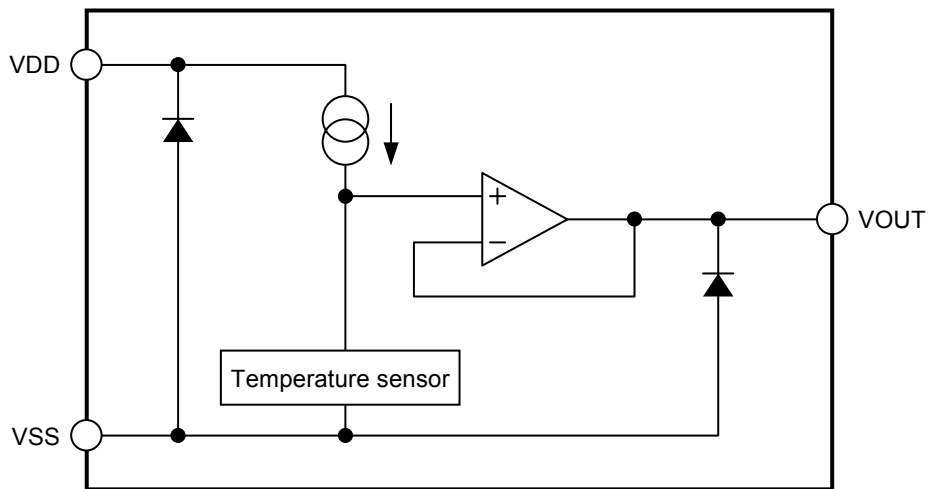 VDD
+
−
VOUT
Temperature sensor
VSS